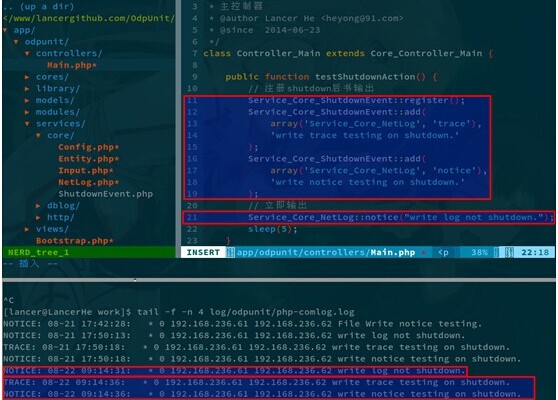 .. (up a dir)
</www/lancergithub.com/OdpUnit/
▼ app/
▼ odpunit/
▼ controllers/
Main.php*
▶ cores/
▶ library/
▶ models/
▶ modules/
▼ services/
▼ core/
Config.php*
Entity.php*
Input.php*
NetLog.php*
ShutdownEvent.php
▶ dblog/
▶ http/
▶ views/
Bootstrap.php*
NERD_tree_1
-- 插入 --
3 * 主控制器
4 * @author Lancer He <heyong@91.com>
5 * @since 2014-06-23
6 */
7 class Controller_Main extends Core_Controller_Main {
8
9 public function testShutdownAction() {
10 // 注册shutdown后书输出
11 Service_Core_ShutdownEvent::register();
12 Service_Core_ShutdownEvent::add(
13 array('Service_Core_NetLog', 'trace'),
14 'write trace testing on shutdown.'
15 );
16 Service_Core_ShutdownEvent::add(
17 array('Service_Core_NetLog', 'notice'),
18 'write notice testing on shutdown.'
19 );
20 // 立即输出
21 Service_Core_NetLog::notice("write log not shutdown.");
22 sleep(5);
23 }
INSERT app/odpunit/controllers/Main.php * <p 38% 22:18
^C
[lancer@LancerHe work]$ tail -f -n 4 log/odpunit/php-comlog.log
NOTICE: 08-21 17:42:28: * 0 192.168.236.61 192.168.236.62 File Write notice testing.
NOTICE: 08-21 17:50:13: * 0 192.168.236.61 192.168.236.62 write log not shutdown.
TRACE: 08-21 17:50:18: * 0 192.168.236.61 192.168.236.62 write trace testing on shutdown.
NOTICE: 08-21 17:50:18: * 0 192.168.236.61 192.168.236.62 write notice testing on shutdown.
NOTICE: 08-22 09:14:31: * 0 192.168.236.61 192.168.236.62 write log not shutdown.
TRACE: 08-22 09:14:36: * 0 192.168.236.61 192.168.236.62 write trace testing on shutdown.
NOTICE: 08-22 09:14:36: * 0 192.168.236.61 192.168.236.62 write notice testing on shutdown.